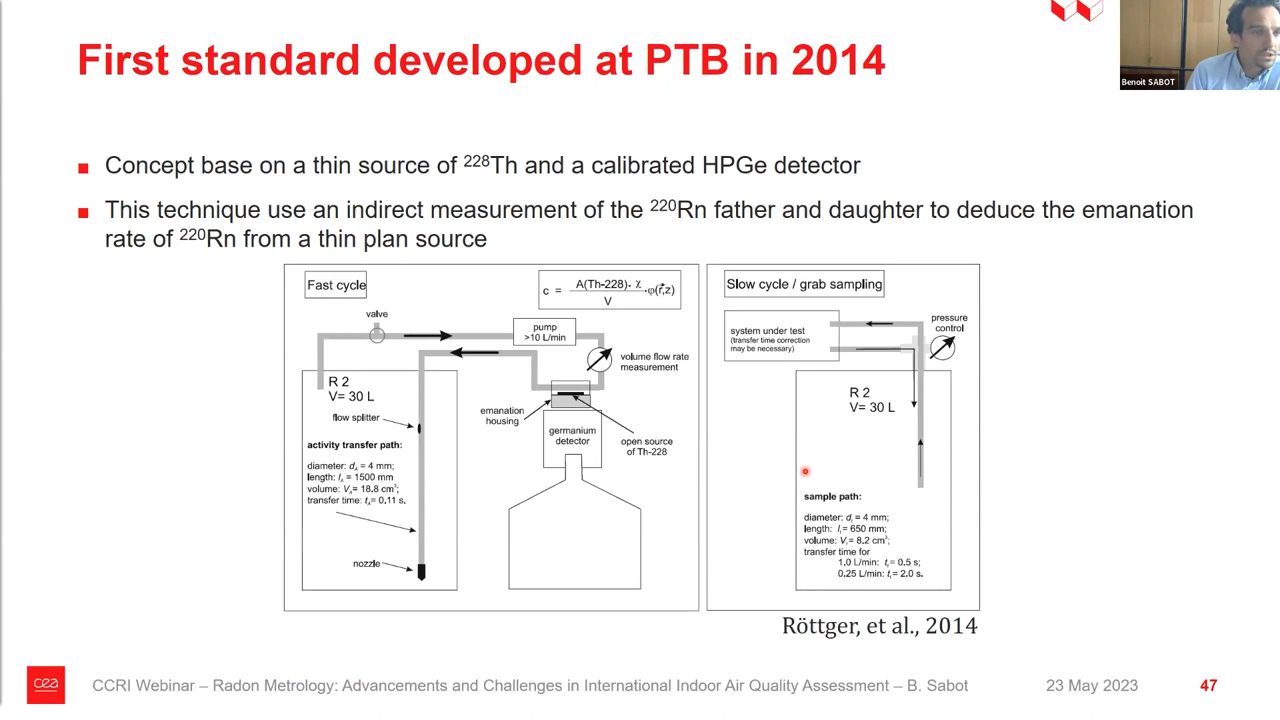 First standard developed at PTB in 2014
Benoit SABOT
Concept base on a thin source of ²²⁸Th and a calibrated HPGe detector
This technique use an indirect measurement of the ²²⁰Rn father and daughter to deduce the emanation
rate of ²²⁰Rn from a thin plan source
Fast cycle
c = A(Th-228)· χ / V ·φ(r⃗,z)
valve
pump
>10 L/min
volume flow rate
measurement
R 2
V= 30 L
flow splitter
emanation
housing
germanium
detector
open source
of Th-228
activity transfer path:
diameter: dₐ = 4 mm;
length: lₐ = 1500 mm
volume: Vₐ= 18.8 cm³;
transfer time: tₐ= 0.11 s.
nozzle
Slow cycle / grab sampling
system under test
(transfer time correction
may be necessary)
pressure
control
R 2
V= 30 L
sample path:
diameter: dᵢ = 4 mm;
length: lᵢ = 650 mm;
volume: Vᵢ = 8.2 cm³;
transfer time for
1.0 L/min: tᵢ = 0.5 s;
0.25 L/min: tᵢ = 2.0 s.
Röttger, et al., 2014
cea
CCRI Webinar – Radon Metrology: Advancements and Challenges in International Indoor Air Quality Assessment – B. Sabot
23 May 2023
47